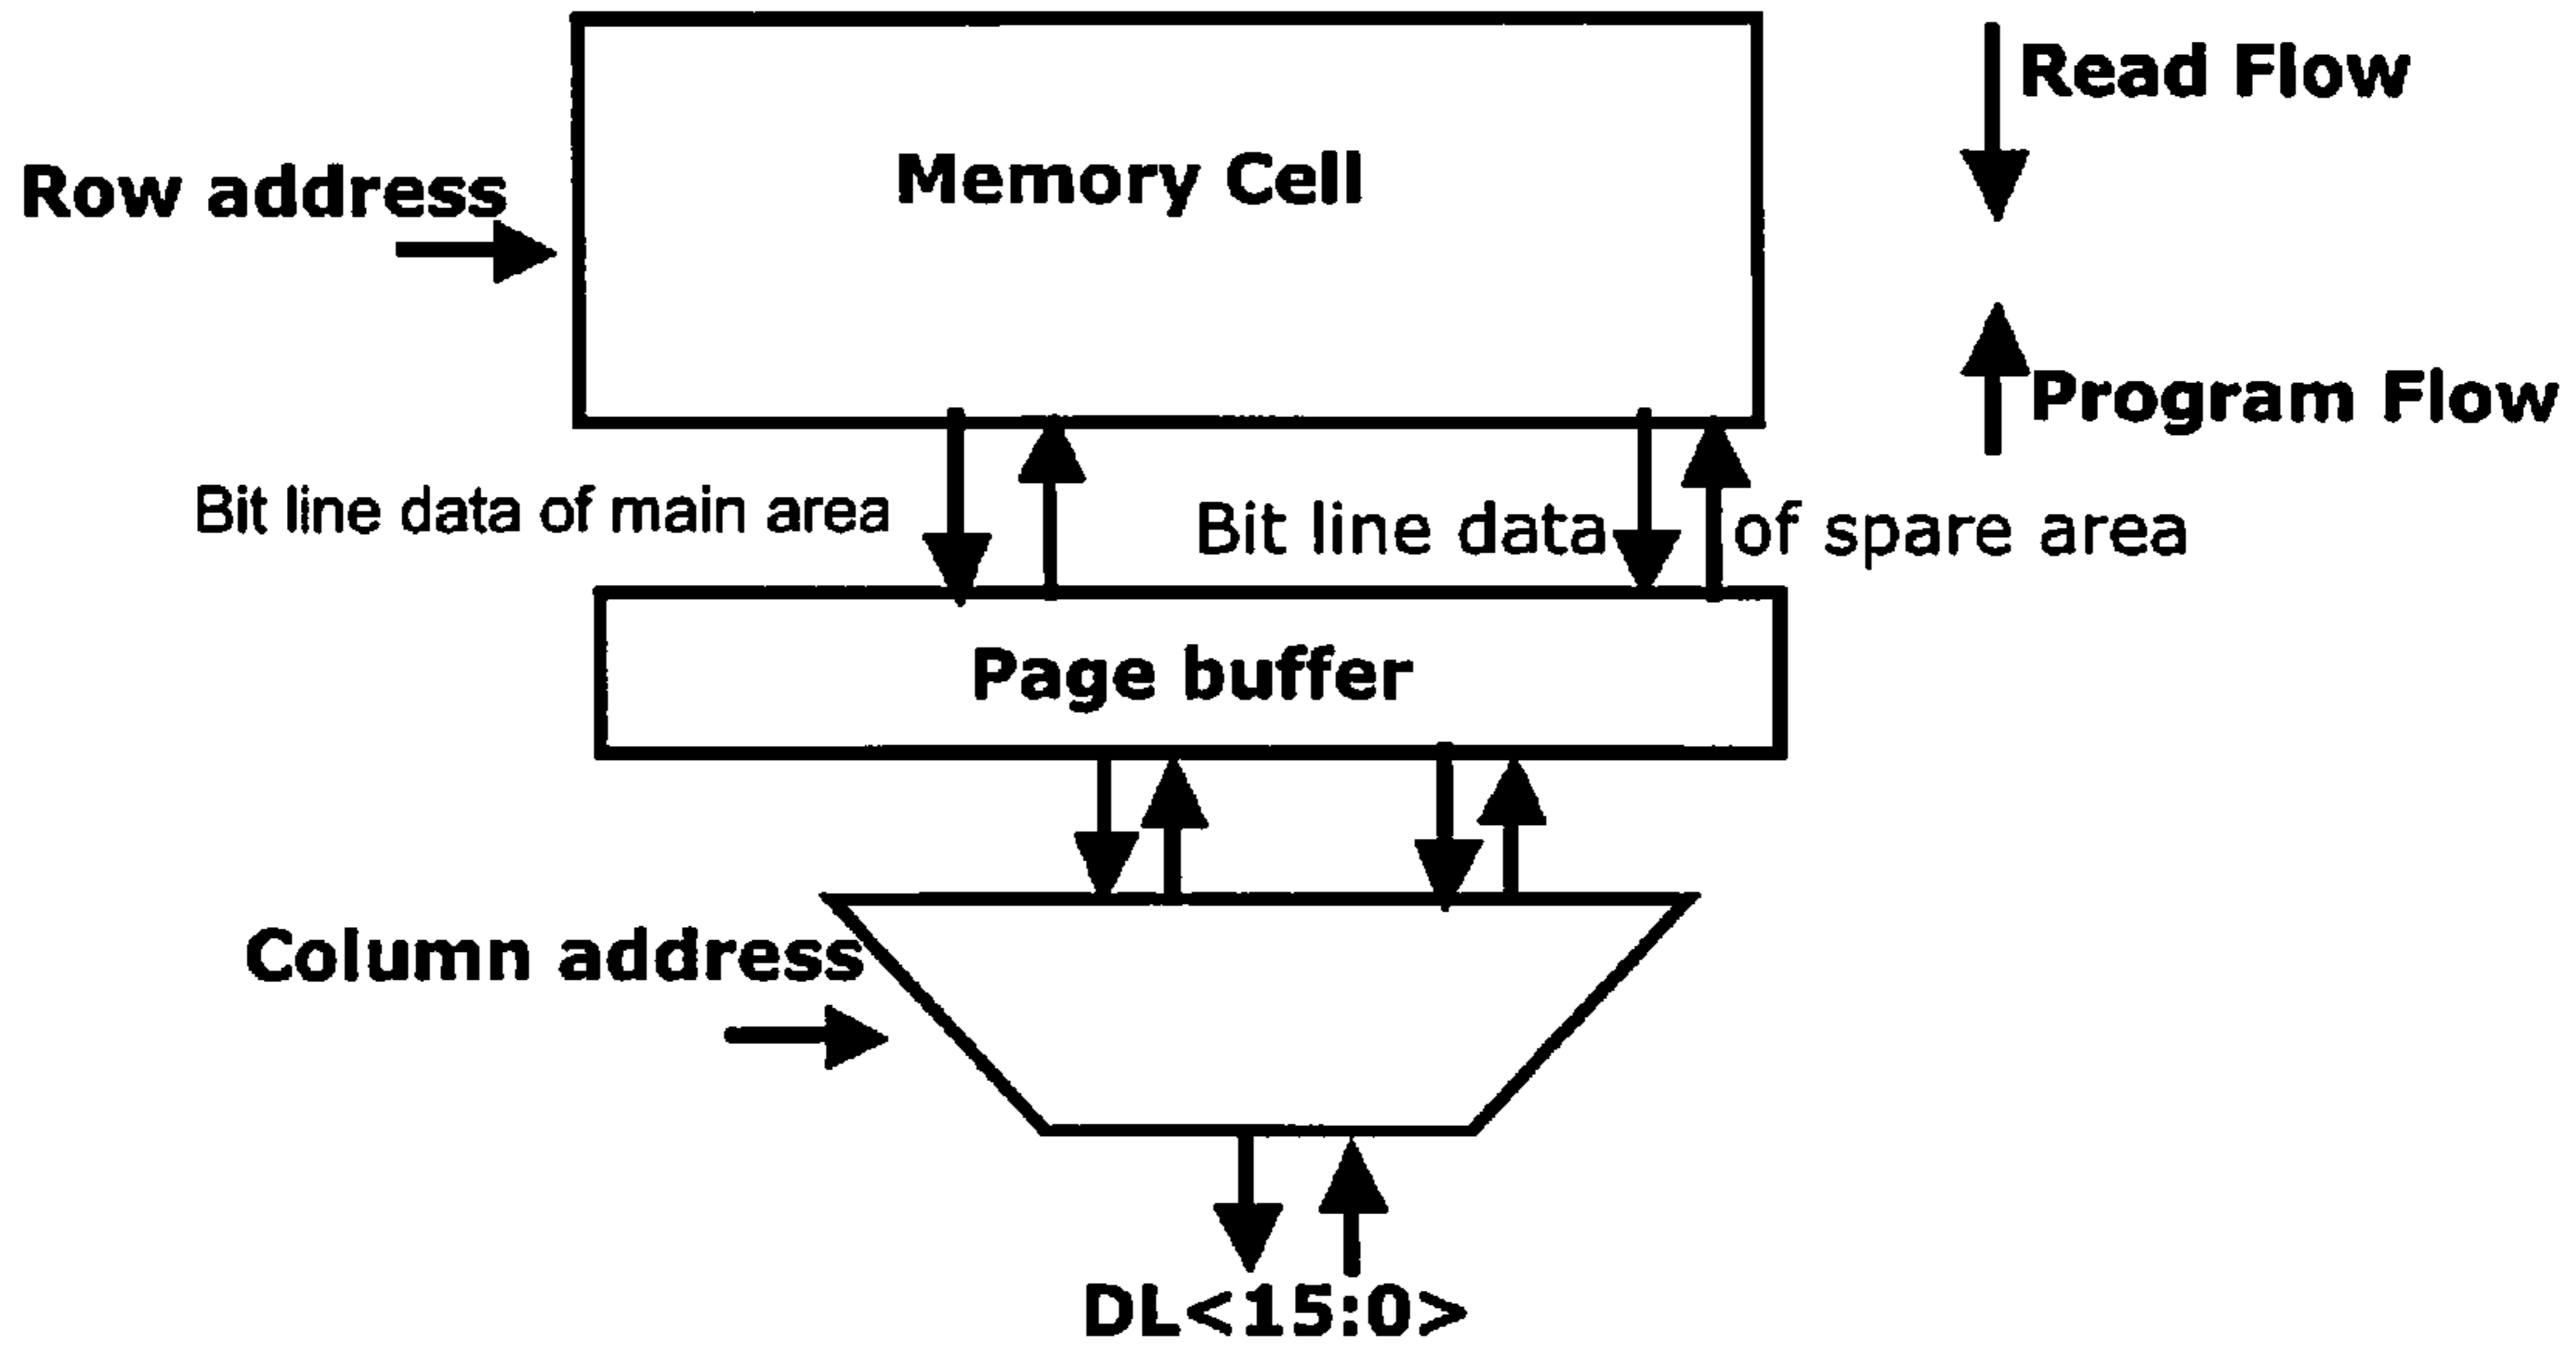 Read Flow
Row address
Memory Cell
Program Flow
Bit line data of main area
Bit line data of spare area
Page buffer
Column address
DL<15:0>